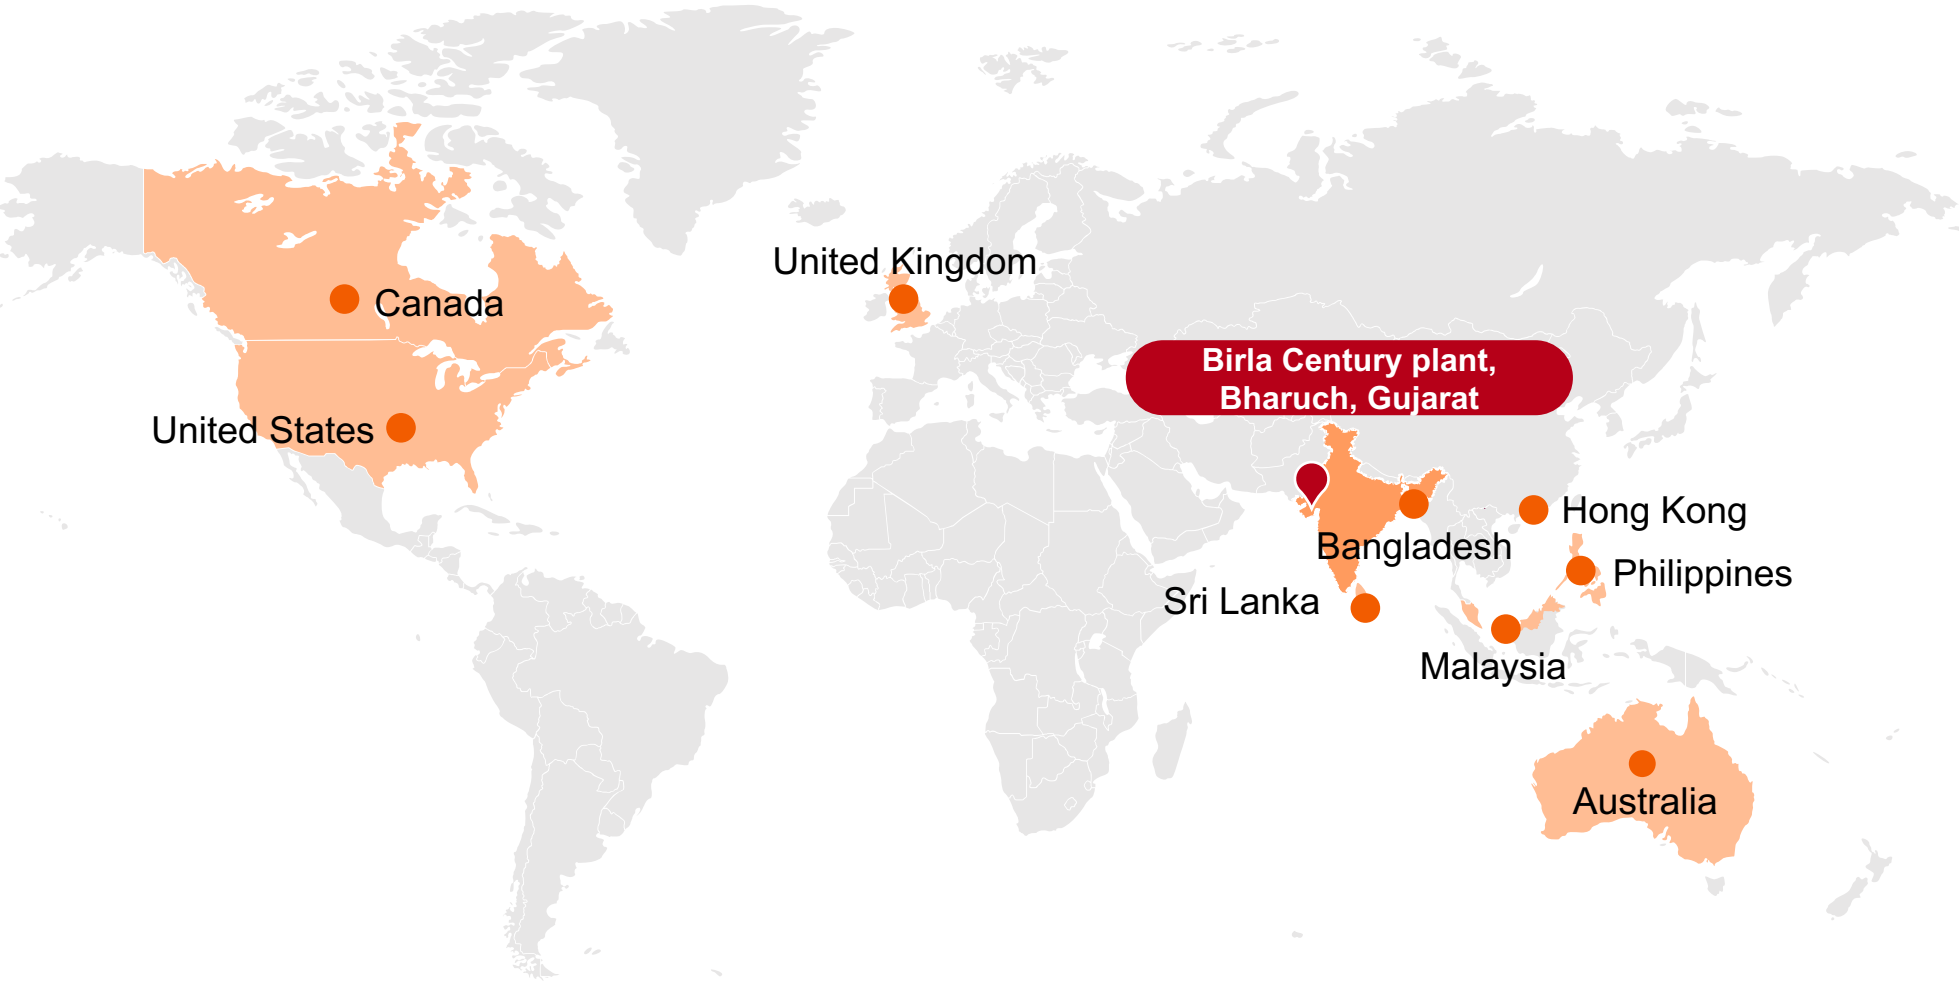 United Kingdom
Canada
Birla Century plant,
Bharuch, Gujarat
United States
Hong Kong
Bangladesh
Philippines
Sri Lanka
Malaysia
Australia